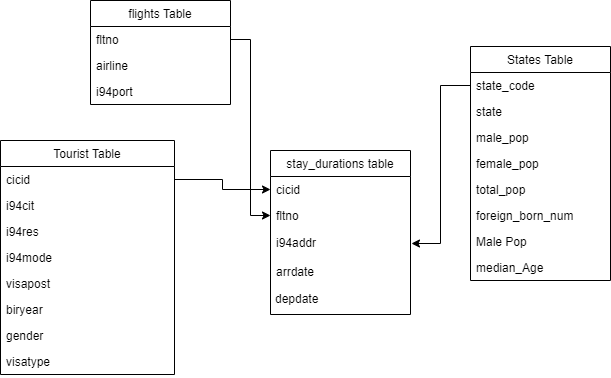 flights Table
fltno
airline
i94port
States Table
state_code
state
male_pop
female_pop
total_pop
foreign_born_num
Male Pop
median_Age
Tourist Table
cicid
i94cit
i94res
i94mode
visapost
biryear
gender
visatype
stay_durations table
cicid
fltno
i94addr
arrdate
depdate